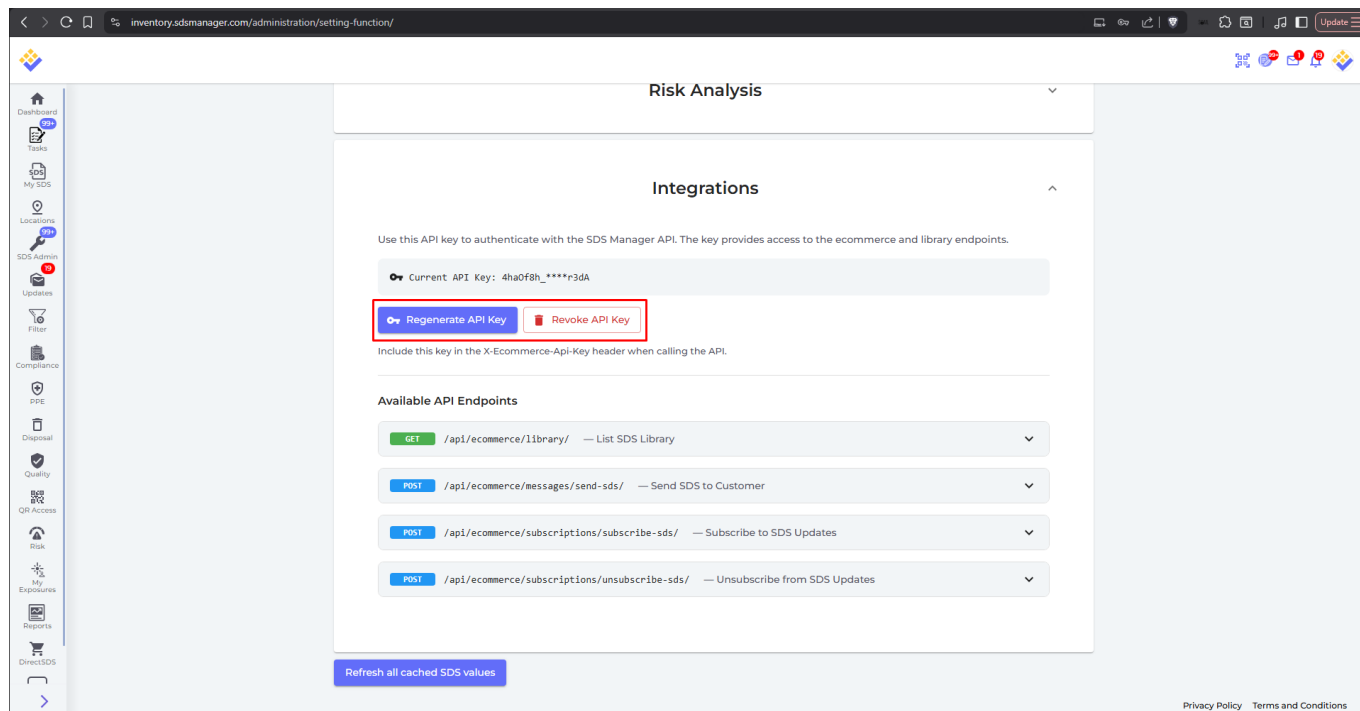 inventory.sdsmanager.com/administration/setting-function/
Update
99+
1
19
Dashboard
99+
Tasks
SDS
My SDS
Locations
99+
SDS Admin
19
Updates
Filter
Compliance
PPE
Disposal
Quality
QR Access
Risk
My
Exposures
Reports
DirectSDS
Risk Analysis
Integrations
Use this API key to authenticate with the SDS Manager API. The key provides access to the ecommerce and library endpoints.
Current API Key: 4haOf8h_****r3dA
Regenerate API Key
Revoke API Key
Include this key in the X-Ecommerce-Api-Key header when calling the API.
Available API Endpoints
GET /api/ecommerce/library/ — List SDS Library
POST /api/ecommerce/messages/send-sds/ — Send SDS to Customer
POST /api/ecommerce/subscriptions/subscribe-sds/ — Subscribe to SDS Updates
POST /api/ecommerce/subscriptions/unsubscribe-sds/ — Unsubscribe from SDS Updates
Refresh all cached SDS values
Privacy Policy Terms and Conditions